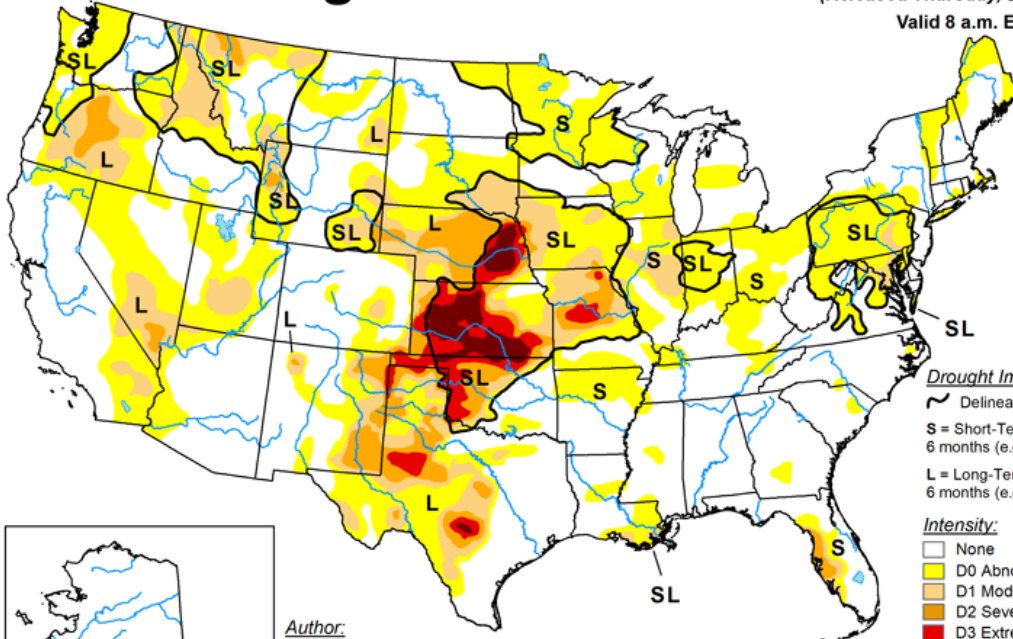 Valid 8 a.m. E
SL
SL
S
L
L
SL
L
SL
SL
SL
S
SL
S
L
L
SL
SL
S
L
S
SL
Drought Im
Delinea
S = Short-Te
6 months (e.
L = Long-Ter
6 months (e.
Intensity:
None
D0 Abno
D1 Mod
D2 Seve
D3 Extre
Author: